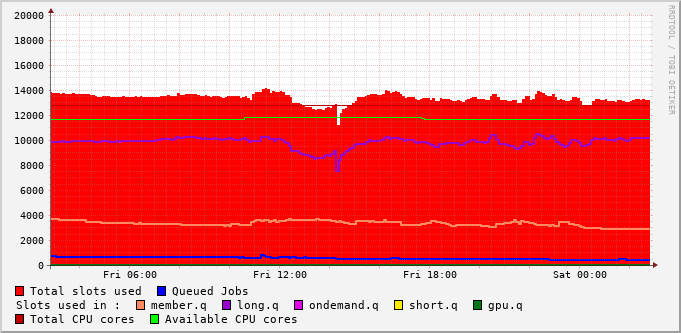 20000
18000
16000
14000
12000
10000
8000
6000
4000
2000
0
Fri 06:00 Fri 12:00 Fri 18:00 Sat 00:00
RRDTOOL / TOBI OETIKER
Total slots used Queued Jobs
Slots used in : member.q long.q ondemand.q short.q gpu.q
Total CPU cores Available CPU cores